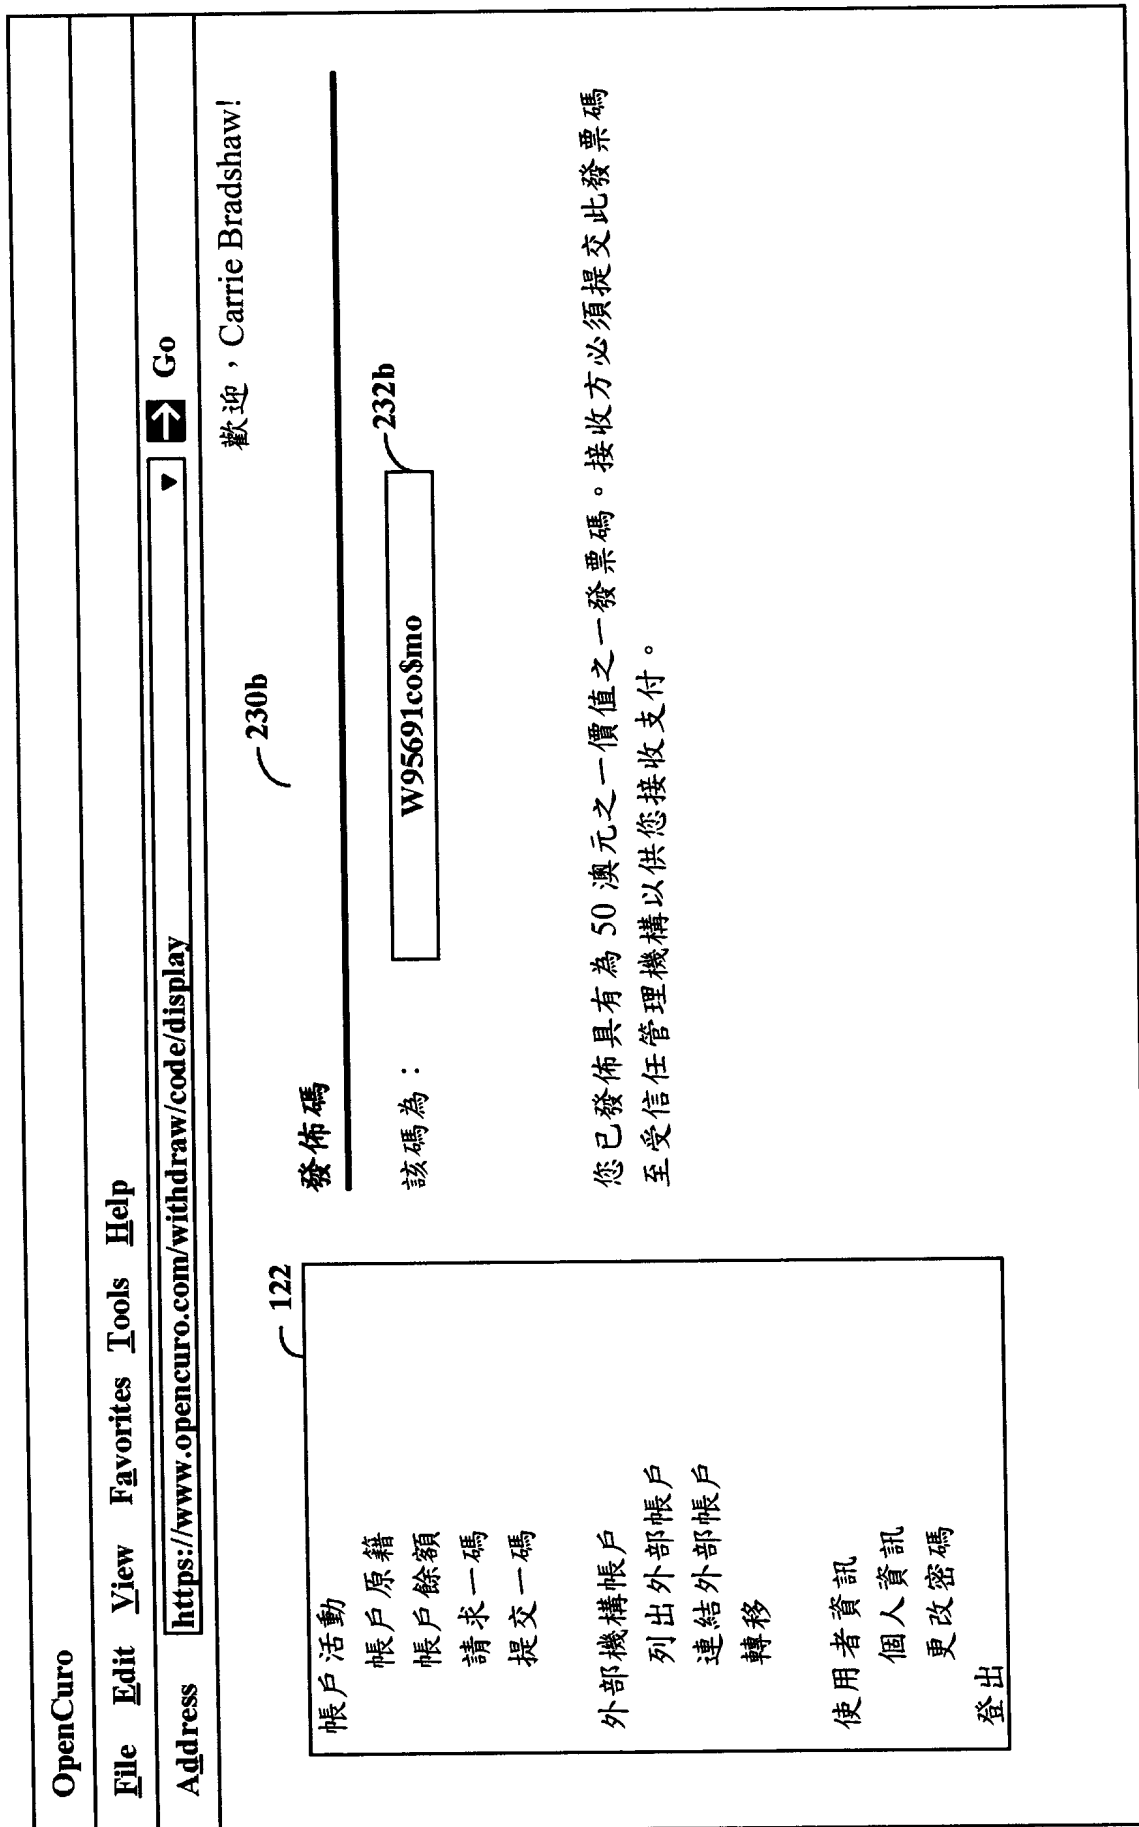 OpenCuro
File Edit View Favorites Tools Help
Address https://www.opencuro.com/withdraw/code/display ▼ → Go
歡迎，Carrie Bradshaw!
122
帳戶活動
帳戶原籍
帳戶餘額
請求一碼
提交一碼
外部機構帳戶
列出外部帳戶
連結外部帳戶
轉移
使用者資訊
個人資訊
更改密碼
登出
230b
發佈碼
該碼為：
W95691co$mo
232b
您已發佈具有為 50 澳元之一價值之一發票碼。接收方必須提交此發票碼
至受信任管理機構以供您接收支付。